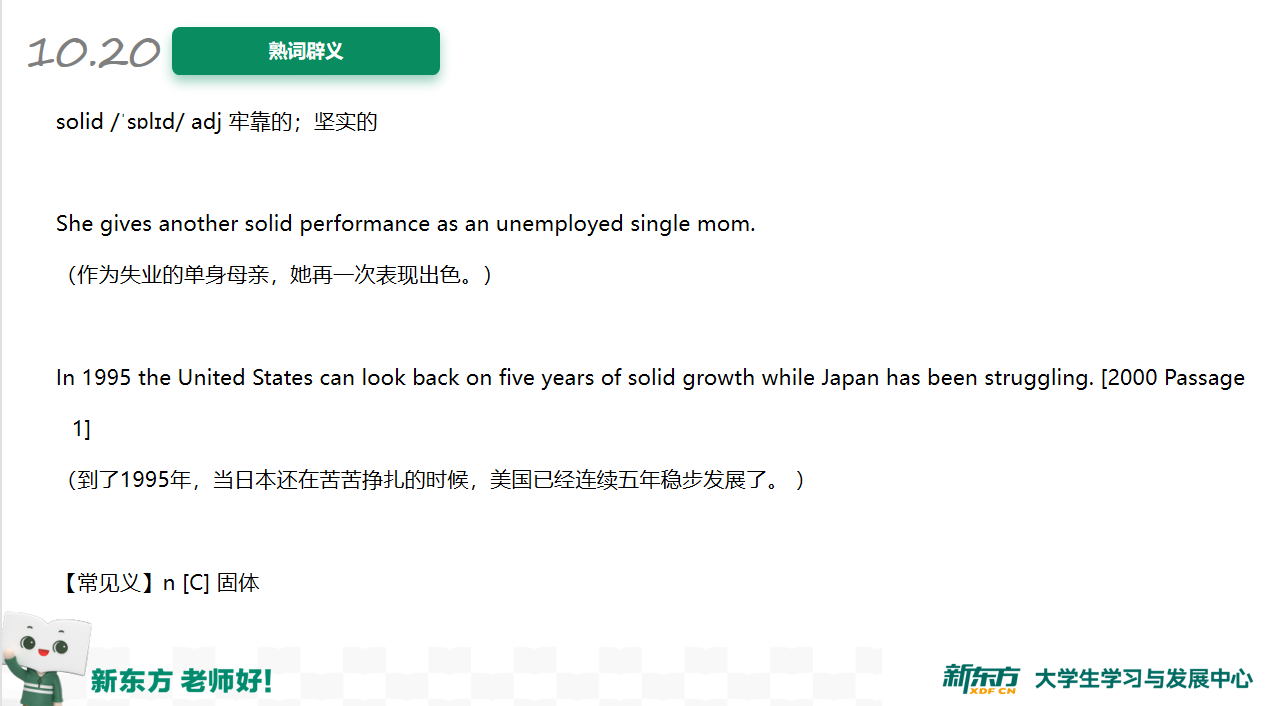 10.20
熟词辟义
solid /ˈsɒlɪd/ adj 牢靠的；坚实的
She gives another solid performance as an unemployed single mom.
（作为失业的单身母亲，她再一次表现出色。）
In 1995 the United States can look back on five years of solid growth while Japan has been struggling. [2000 Passage
1]
（到了1995年，当日本还在苦苦挣扎的时候，美国已经连续五年稳步发展了。 ）
【常见义】n [C] 固体
新东方 老师好!
新东方 XDF.CN 大学生学习与发展中心